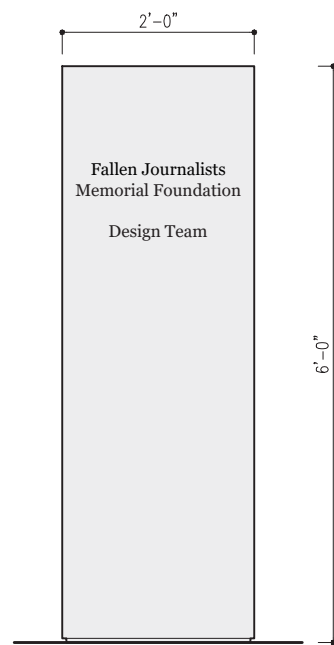 2’-0”
Fallen Journalists
Memorial Foundation
Design Team
6’-0”